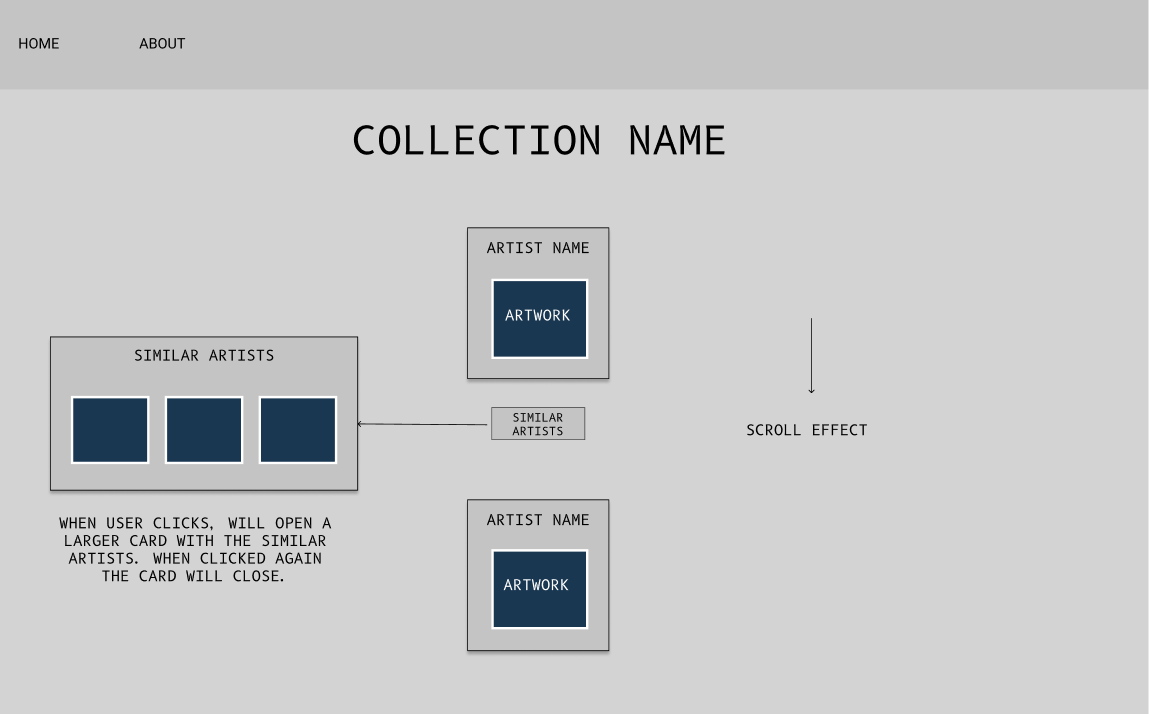 HOME
ABOUT
COLLECTION NAME
ARTIST NAME
ARTWORK
SIMILAR ARTISTS
SIMILAR
ARTISTS
SCROLL EFFECT
WHEN USER CLICKS, WILL OPEN A
LARGER CARD WITH THE SIMILAR
ARTISTS. WHEN CLICKED AGAIN
THE CARD WILL CLOSE.
ARTIST NAME
ARTWORK